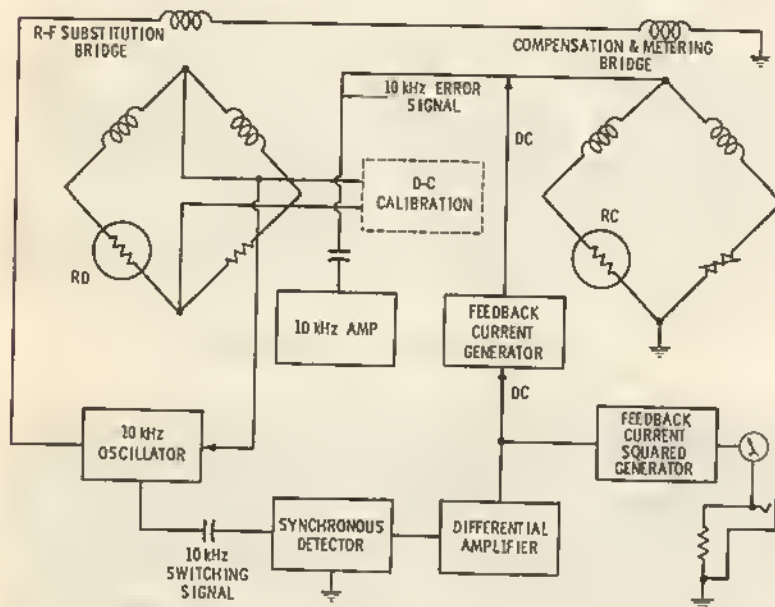 R-F SUBSTITUTION
BRIDGE
COMPENSATION & METERING
BRIDGE
10 kHz ERROR
SIGNAL
DC
D-C
CALIBRATION
RD
RC
10 kHz AMP
FEEDBACK
CURRENT
GENERATOR
DC
10 kHz
OSCILLATOR
FEEDBACK
CURRENT
SQUARED
GENERATOR
SYNCHRONOUS
DETECTOR
DIFFERENTIAL
AMPLIFIER
10 kHz
SWITCHING
SIGNAL